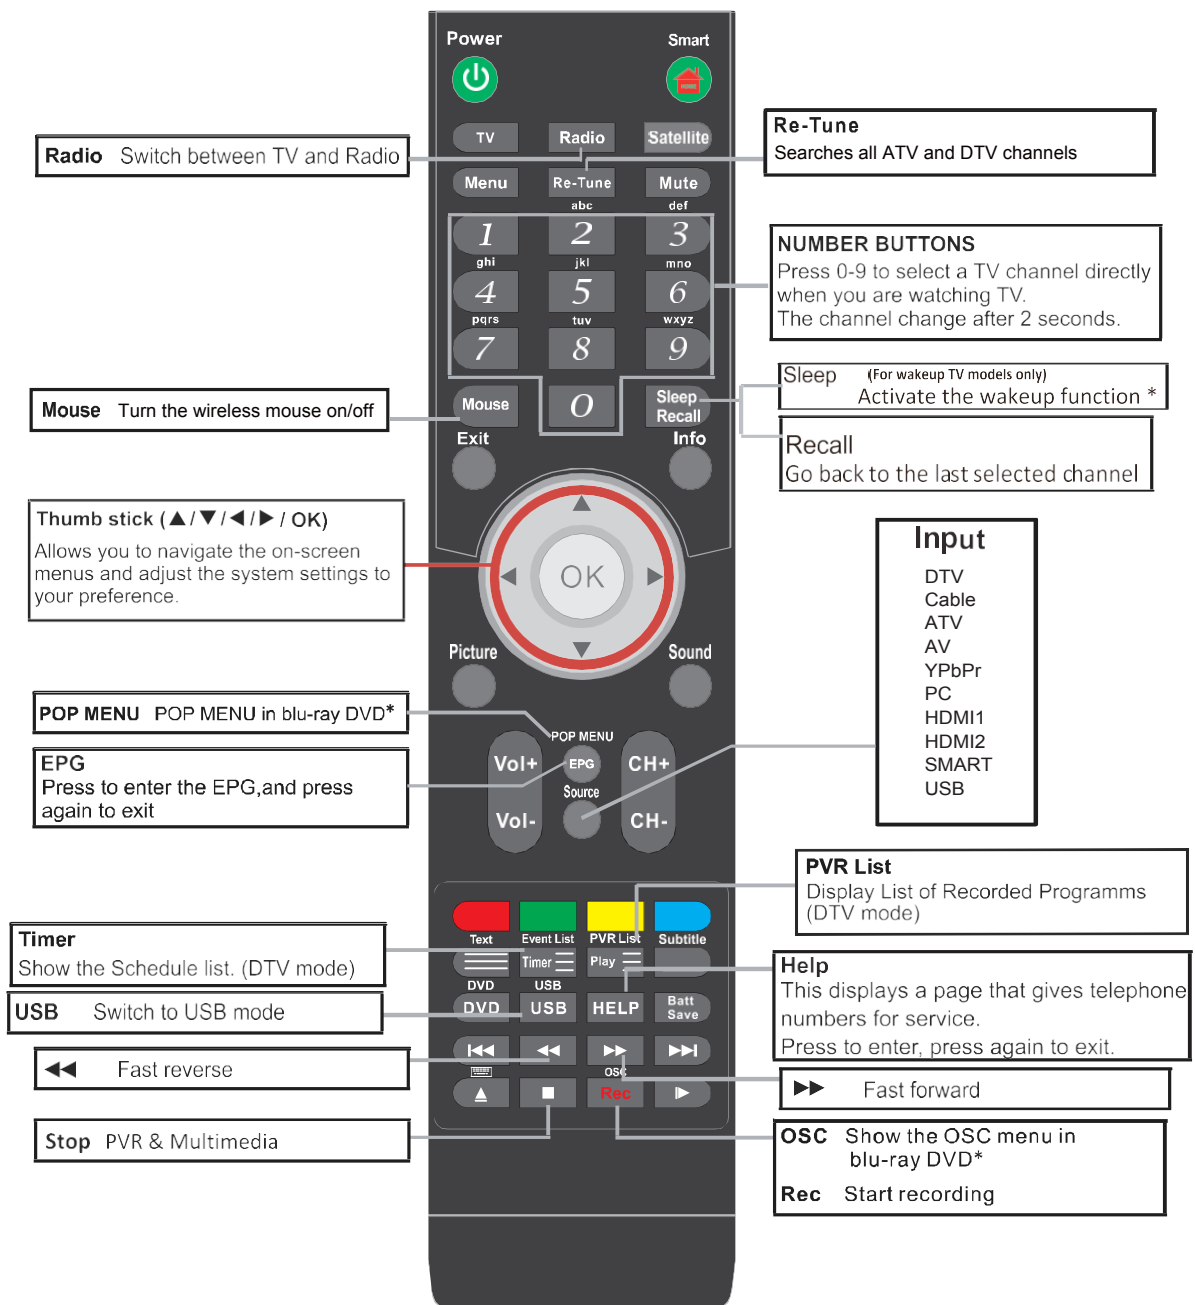 Power
Smart
TV
Radio
Satellite
Radio Switch between TV and Radio
Re-Tune
Searches all ATV and DTV channels
Menu
Re-Tune
Mute
abc
def
1
2
3
ghi
jkl
mno
4
5
6
pqrs
tuv
wxyz
7
8
9
NUMBER BUTTONS
Press 0-9 to select a TV channel directly
when you are watching TV.
The channel change after 2 seconds.
Mouse
0
Sleep
Recall
Mouse Turn the wireless mouse on/off
Sleep (For wakeup TV models only)
Activate the wakeup function *
Recall
Go back to the last selected channel
Exit
Info
Thumb stick (▲/▼/◀/▶ / OK)
Allows you to navigate the on-screen
menus and adjust the system settings to
your preference.
OK
Input
DTV
Cable
ATV
AV
YPbPr
PC
HDMI1
HDMI2
SMART
USB
Picture
Sound
POP MENU POP MENU in blu-ray DVD*
POP MENU
EPG
Press to enter the EPG,and press
again to exit
Vol+
EPG
CH+
Source
Vol-
CH-
PVR List
Display List of Recorded Programms
(DTV mode)
Text
Event List
PVR List
Subtitle
Timer
Play
Timer
Show the Schedule list. (DTV mode)
Help
This displays a page that gives telephone
numbers for service.
Press to enter, press again to exit.
DVD
USB
DVD
USB
HELP
Batt
Save
USB Switch to USB mode
◀◀ Fast reverse
▶▶ Fast forward
OSC
Rec
Stop PVR & Multimedia
OSC Show the OSC menu in
blu-ray DVD*
Rec Start recording